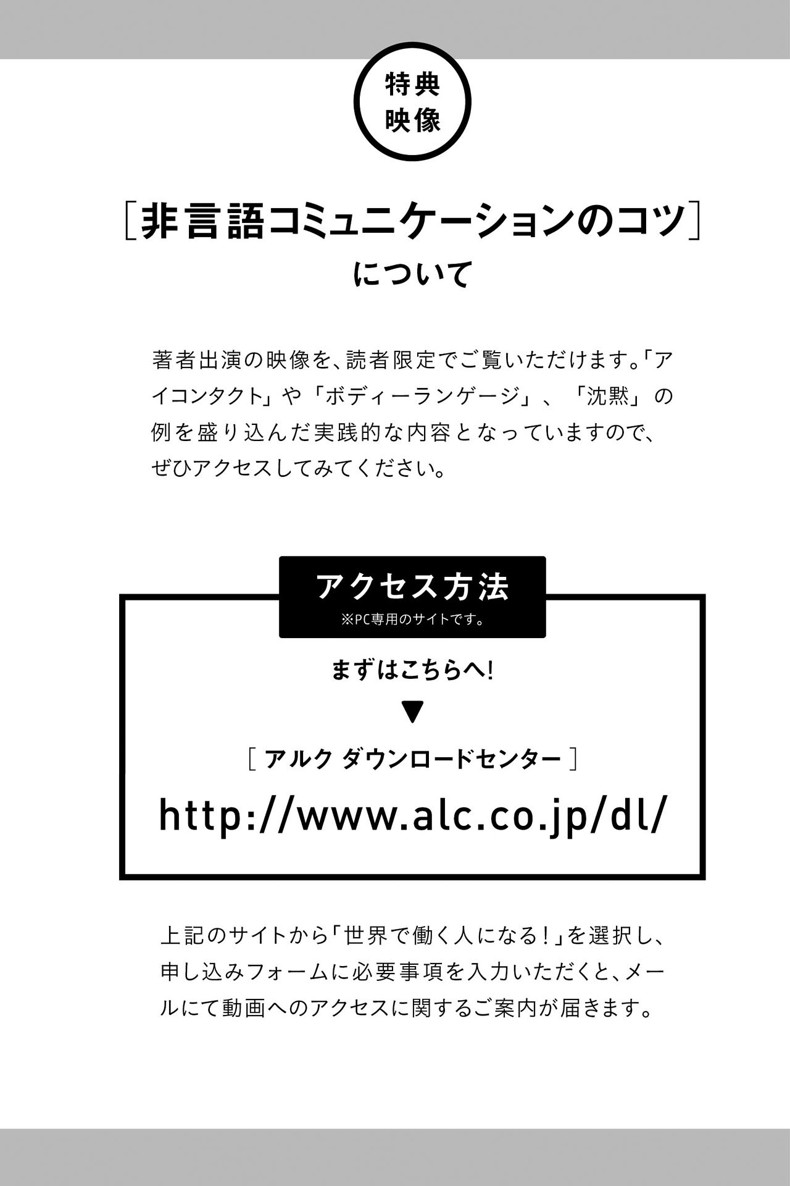 特典
映像
[非言語コミュニケーションのコツ]
について
著者出演の映像を、読者限定でご覧いただけます。「ア
イコンタクト」や「ボディーランゲージ」、「沈黙」の
例を盛り込んだ実践的な内容となっていますので、
ぜひアクセスしてみてください。
アクセス方法
※PC専用のサイトです。
まずはこちらへ!
▼
[ アルク ダウンロードセンター ]
http://www.alc.co.jp/dl/
上記のサイトから「世界で働く人になる!」を選択し、
申し込みフォームに必要事項を入力いただくと、メー
ルにて動画へのアクセスに関するご案内が届きます。